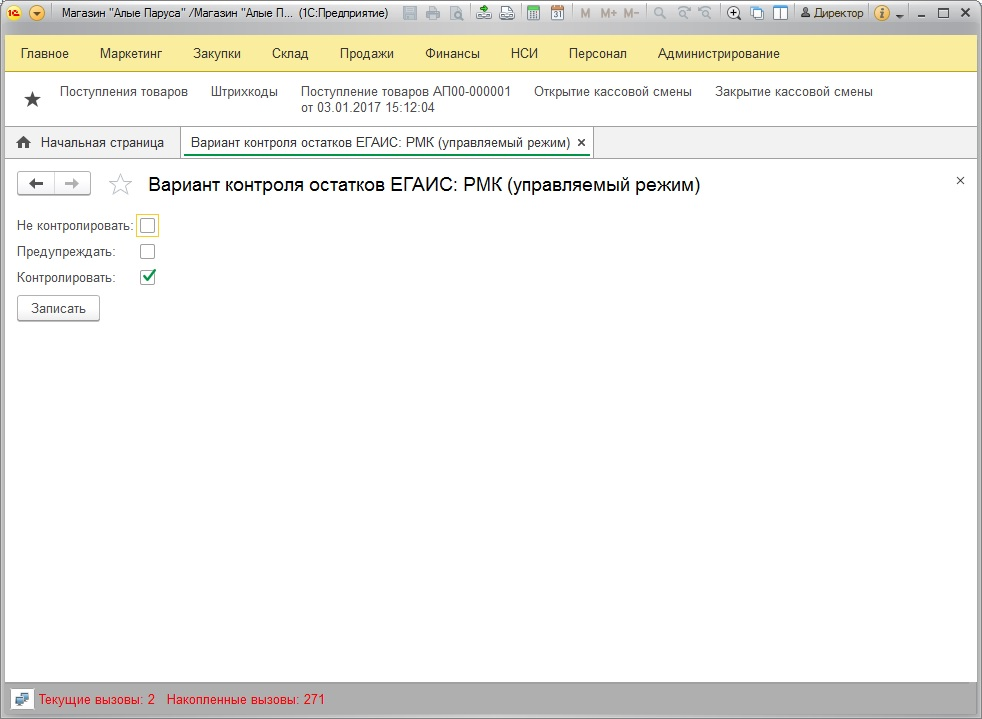 Магазин "Алые Паруса" /Магазин "Алые П... (1С:Предприятие) 31 M M+ M- Директор
Главное Маркетинг Закупки Склад Продажи Финансы НСИ Персонал Администрирование
Поступления товаров Штрихкоды Поступление товаров АП00-000001 Открытие кассовой смены Закрытие кассовой смены
от 03.01.2017 15:12:04
Начальная страница Вариант контроля остатков ЕГАИС: РМК (управляемый режим) ×
Вариант контроля остатков ЕГАИС: РМК (управляемый режим)
Не контролировать:
Предупреждать:
Контролировать:
Записать
Текущие вызовы: 2 Накопленные вызовы: 271